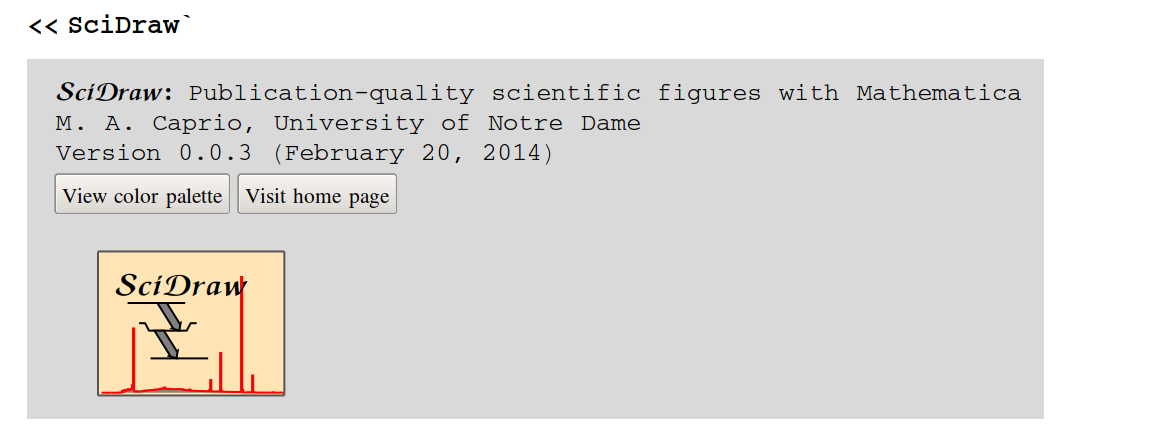 << SciDraw`
SciDraw: Publication-quality scientific figures with Mathematica
M. A. Caprio, University of Notre Dame
Version 0.0.3 (February 20, 2014)
View color palette Visit home page
SciDraw